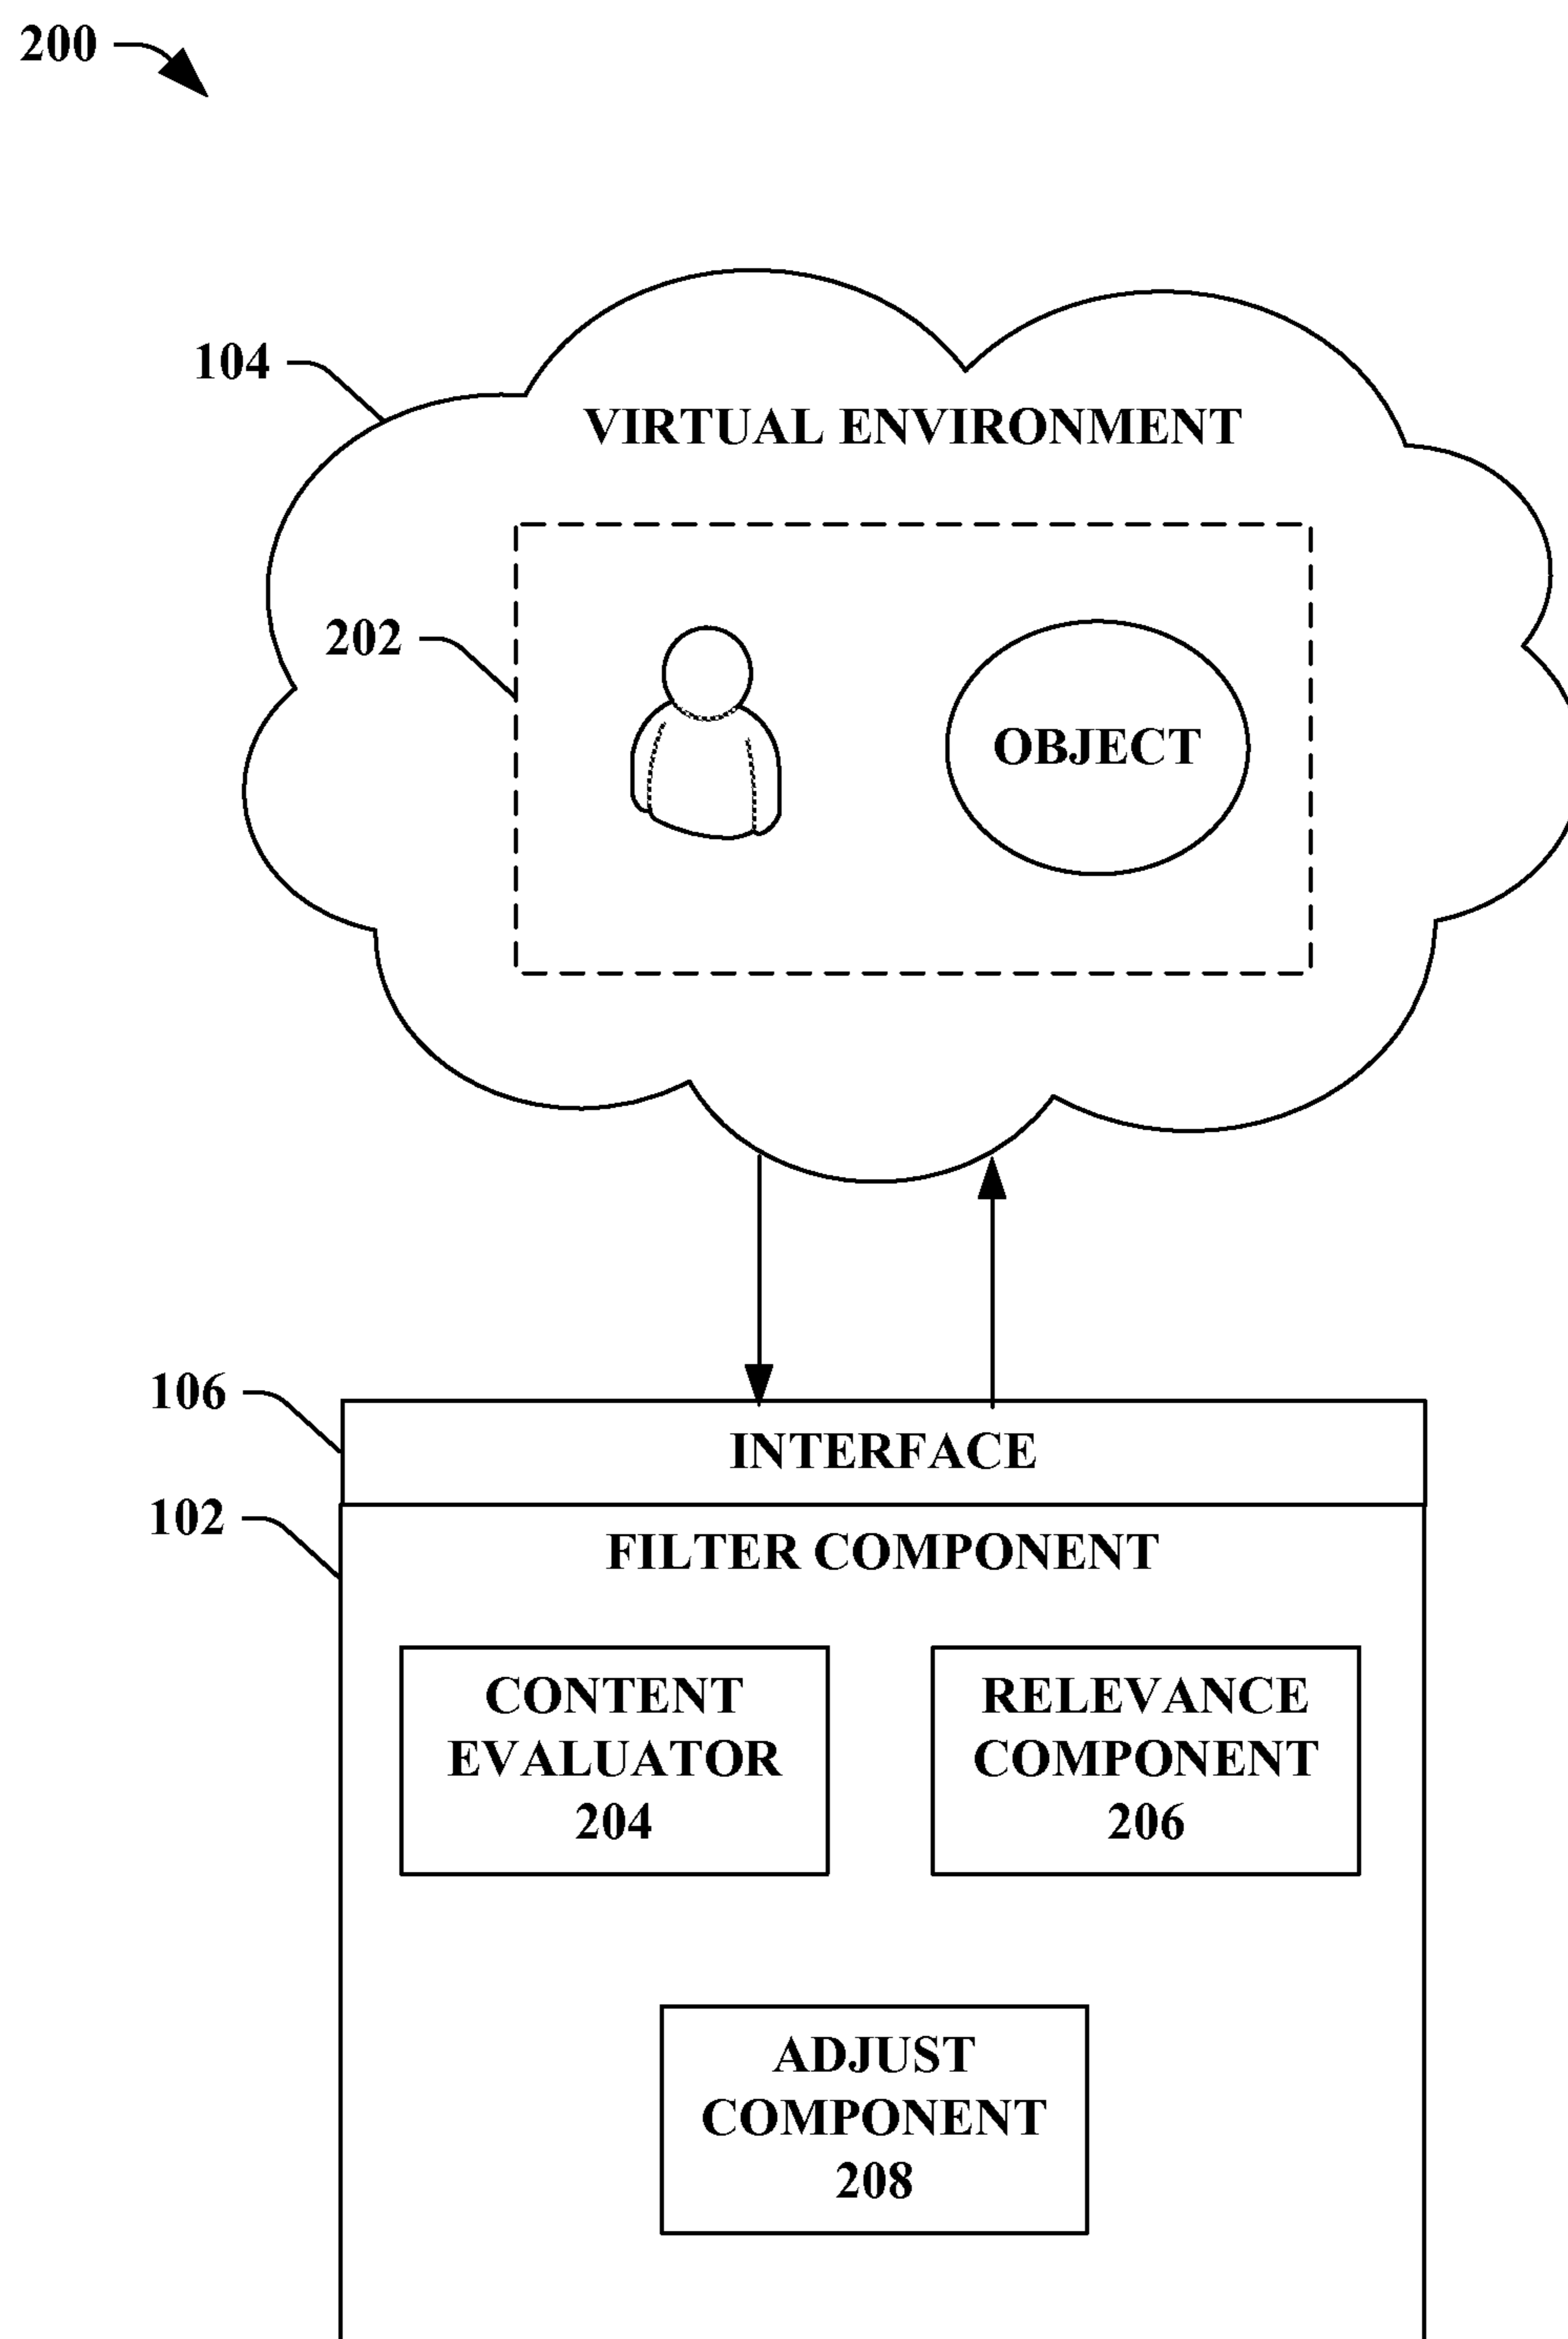 200
104
VIRTUAL ENVIRONMENT
202
OBJECT
106
INTERFACE
102
FILTER COMPONENT
CONTENT
EVALUATOR
204
RELEVANCE
COMPONENT
206
ADJUST
COMPONENT
208